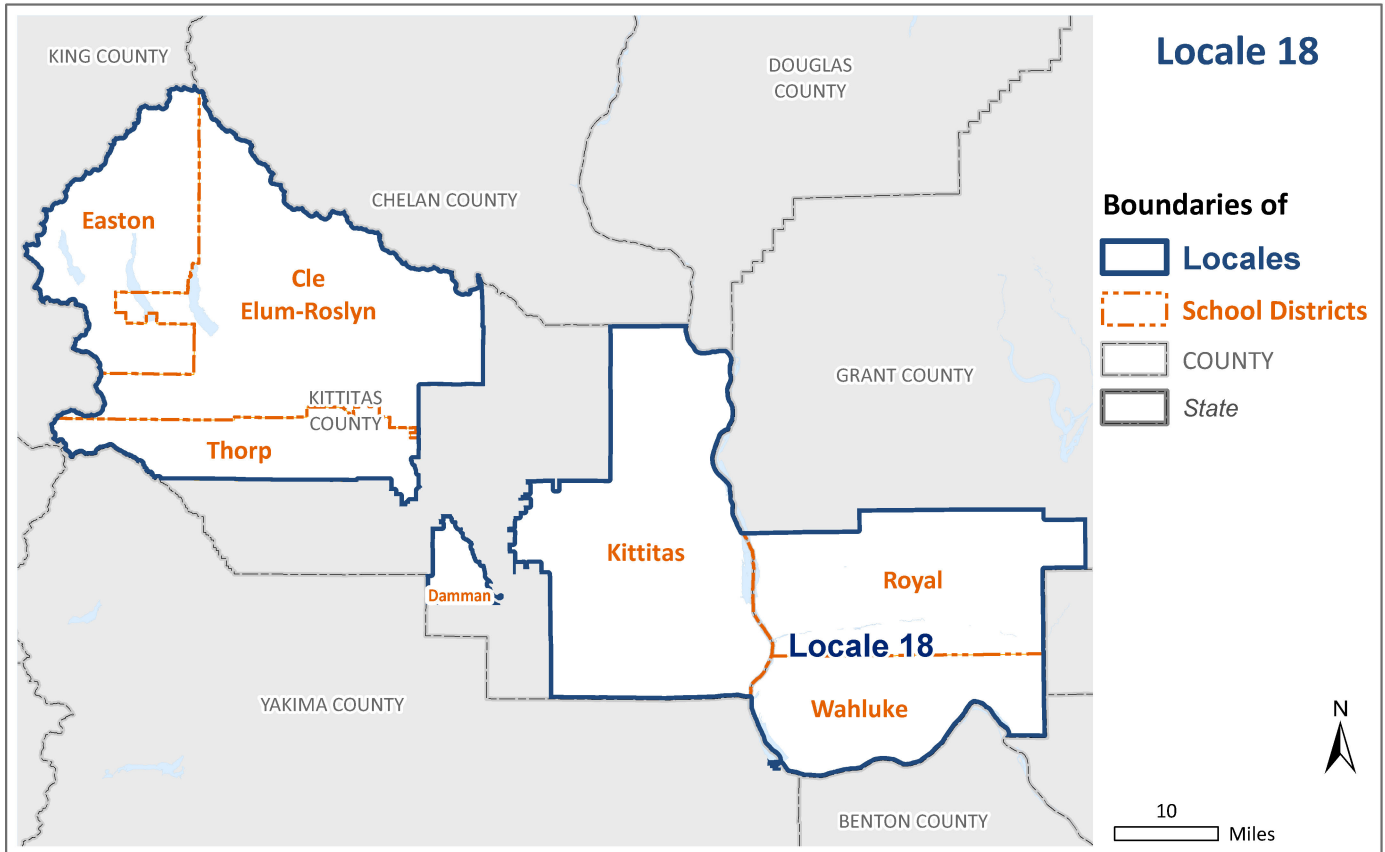 Locale 18
KING COUNTY
DOUGLAS
COUNTY
CHELAN COUNTY
Easton
Cle
Elum-Roslyn
Boundaries of
Locales
School Districts
COUNTY
State
GRANT COUNTY
KITTITAS
COUNTY
Thorp
Kittitas
Royal
Damman
Locale 18
YAKIMA COUNTY
Wahluke
BENTON COUNTY
N
10
Miles